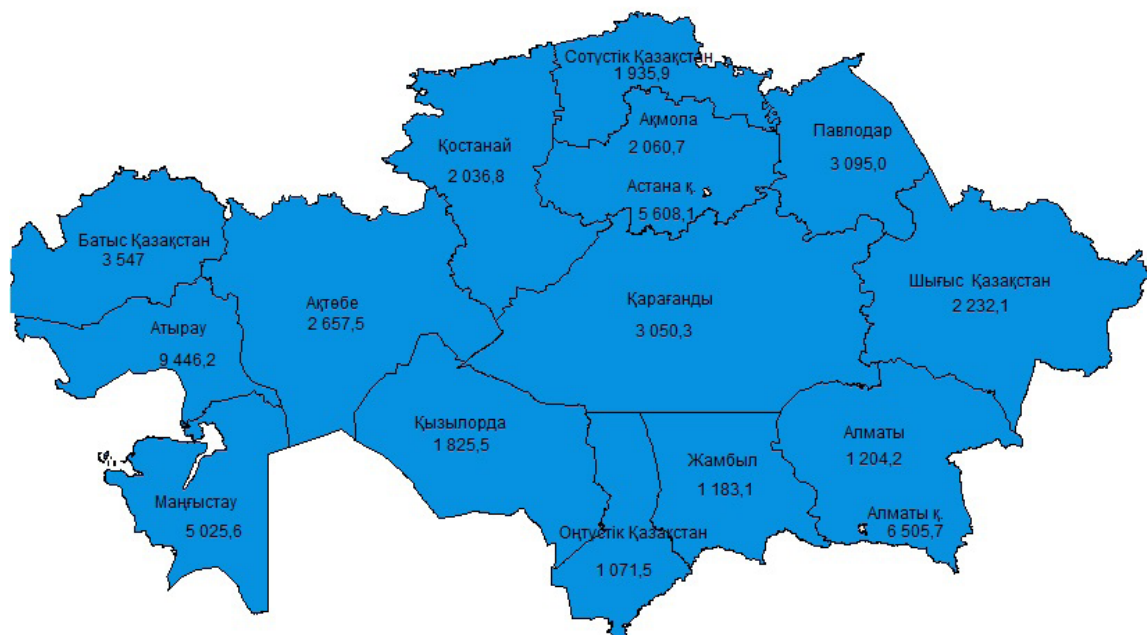 Сотүстік Қазақстан
1 935,9
Ақмола
2 060,7
Астана қ.
5 608,1
Павлодар
3 095,0
Қостанай
2 036,8
Батыс Қазақстан
3 547
Ақтөбе
2 657,5
Атырау
9 446,2
Қарағанды
3 050,3
Шығыс Қазақстан
2 232,1
Қызылорда
1 825,5
Жамбыл
1 183,1
Алматы
1 204,2
Алматы қ.
6 505,7
Маңғыстау
5 025,6
Оңтүстік Қазақстан
1 071,5